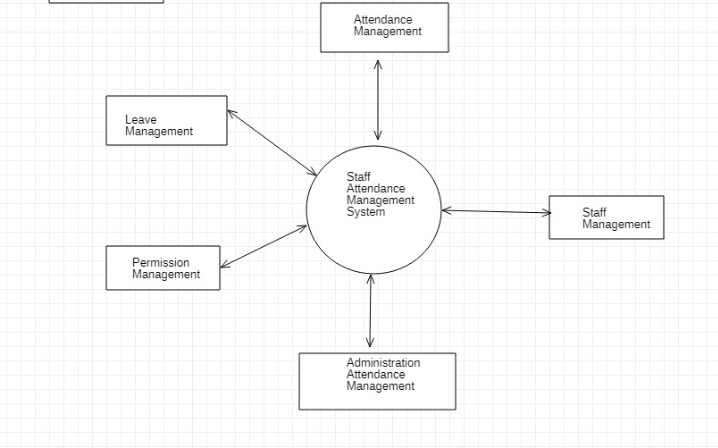 Attendance
Management
Leave
Management
Staff
Attendance
Management
System
Staff
Management
Permission
Management
Administration
Attendance
Management